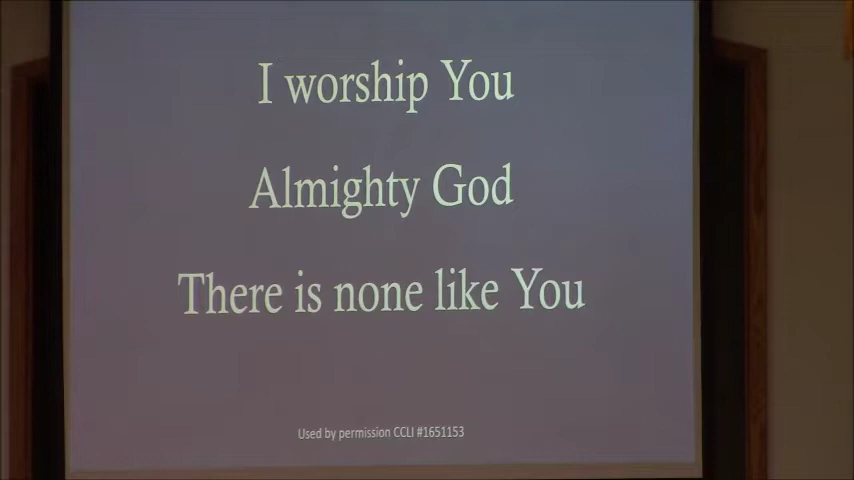 I worship You
Almighty God
There is none like You
Used by permission CCLI #1651153